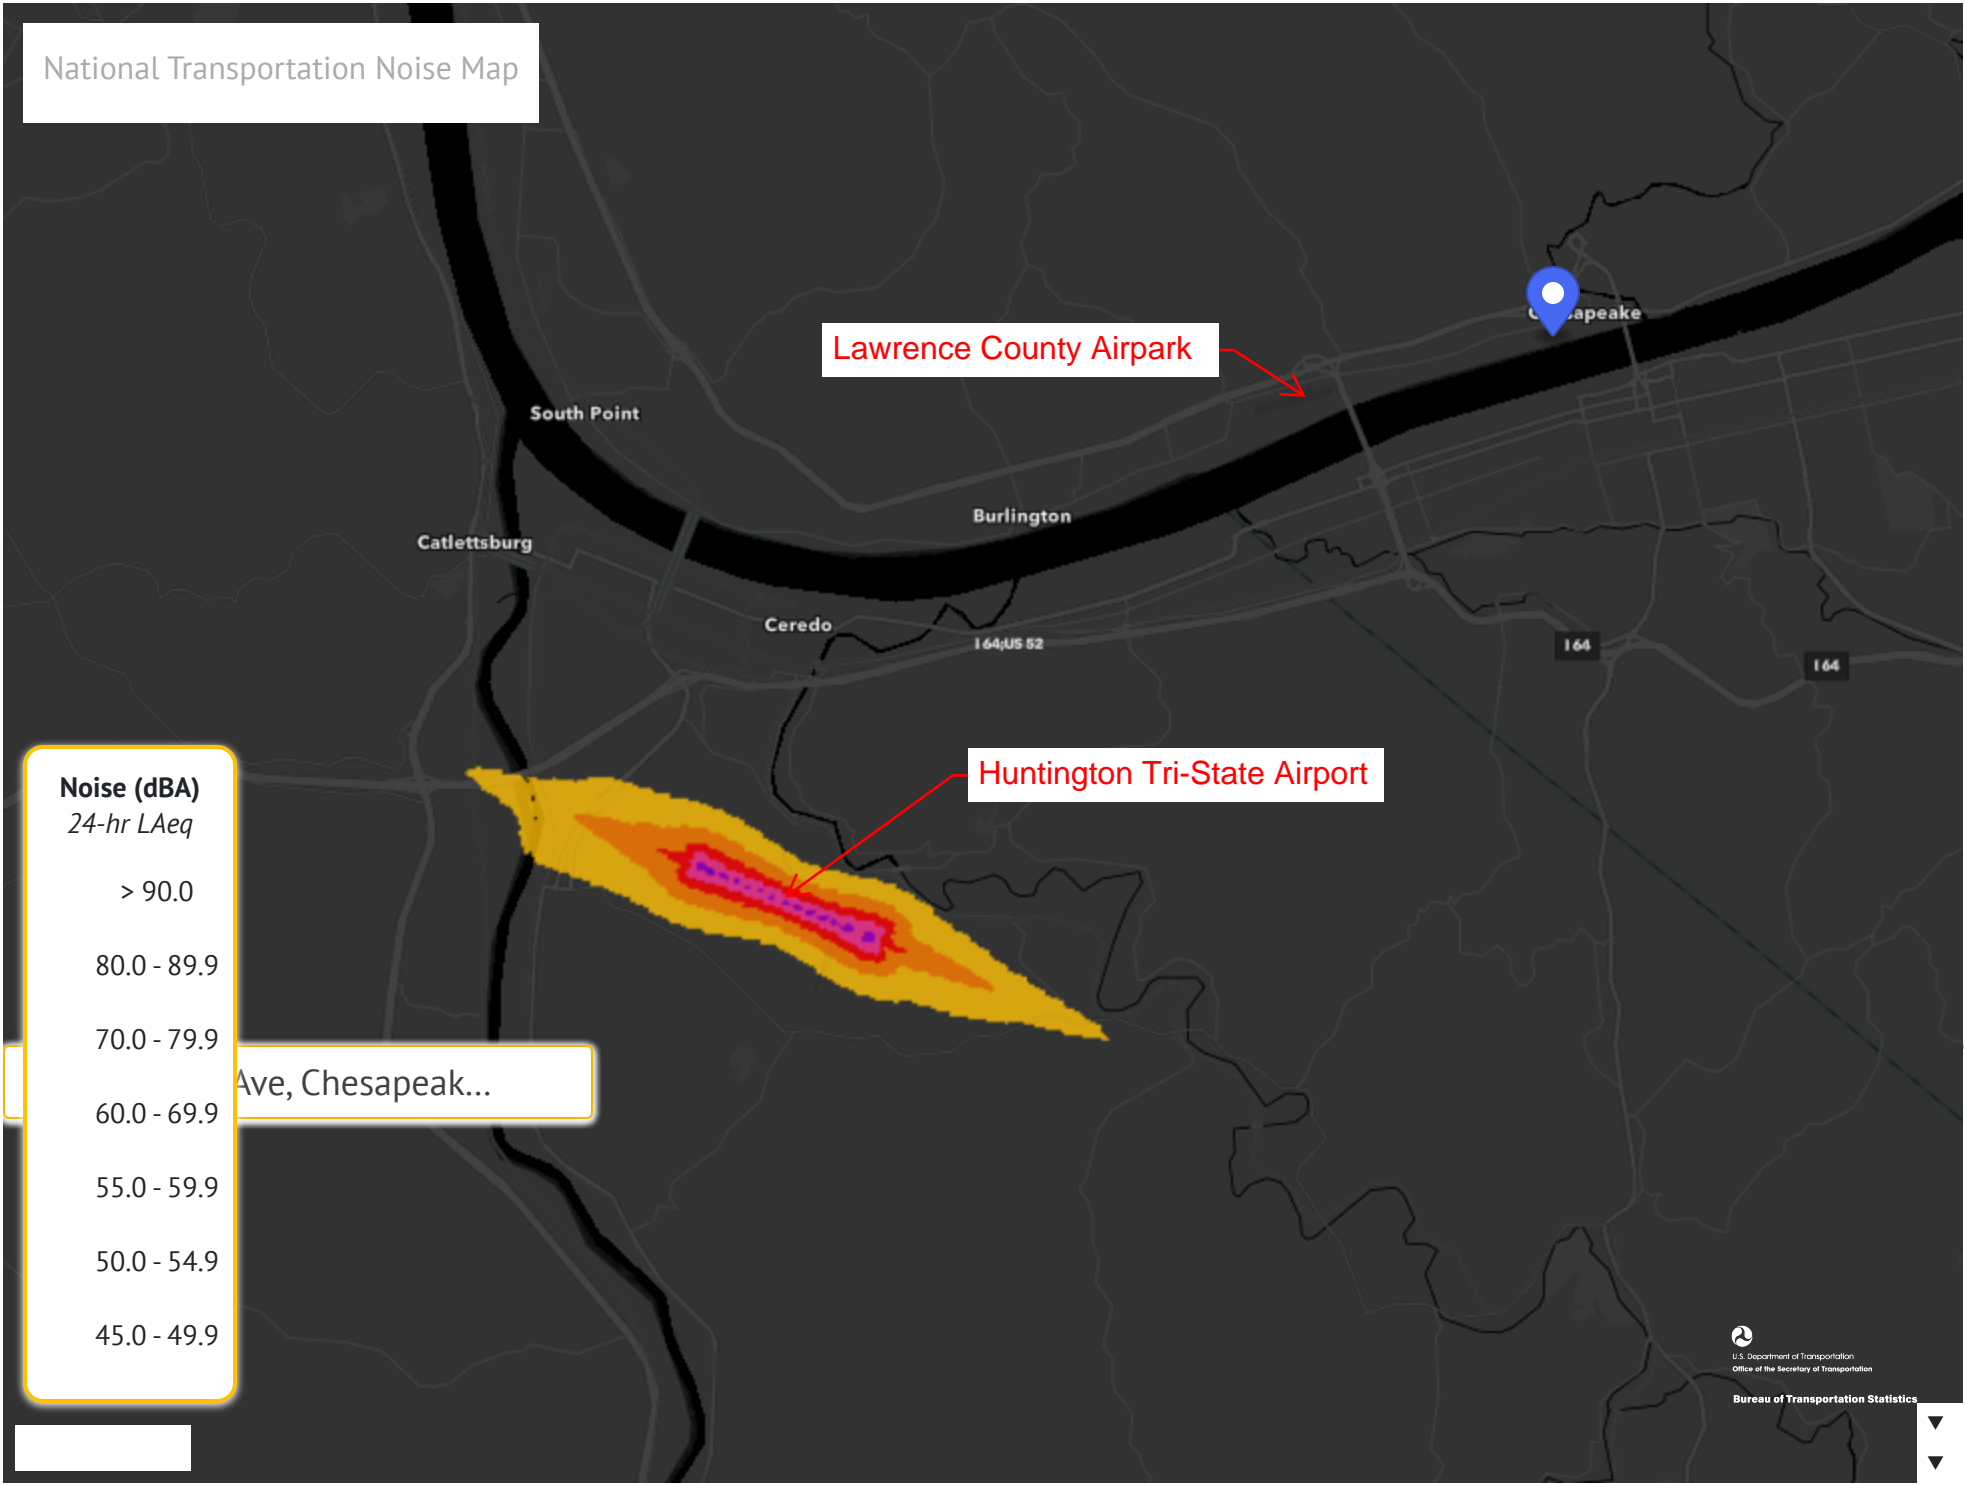 National Transportation Noise Map
Chesapeake
Lawrence County Airpark
South Point
Burlington
Catlettsburg
Ceredo
I 64;US 52
I 64
I 64
Huntington Tri-State Airport
Noise (dBA)
24-hr LAeq
> 90.0
80.0 - 89.9
70.0 - 79.9
60.0 - 69.9
55.0 - 59.9
50.0 - 54.9
45.0 - 49.9
Ave, Chesapeak...
U.S. Department of Transportation
Office of the Secretary of Transportation
Bureau of Transportation Statistics